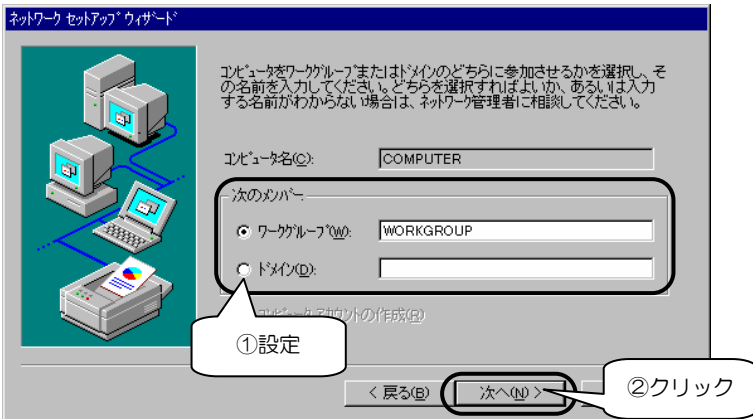 ネットワーク セットアップ ウィザード
コンピュータをワークグループまたはドメインのどちらに参加させるかを選択し、そ
の名前を入力してください。どちらを選択すればよいか、あるいは入力
する名前がわからない場合は、ネットワーク管理者に相談してください。
コンピュータ名(C): COMPUTER
次のメンバー
ワークグループ(W): WORKGROUP
ドメイン(D):
コンピュータ アカウントの作成(R)
①設定
< 戻る(B) 次へ(N) >
②クリック